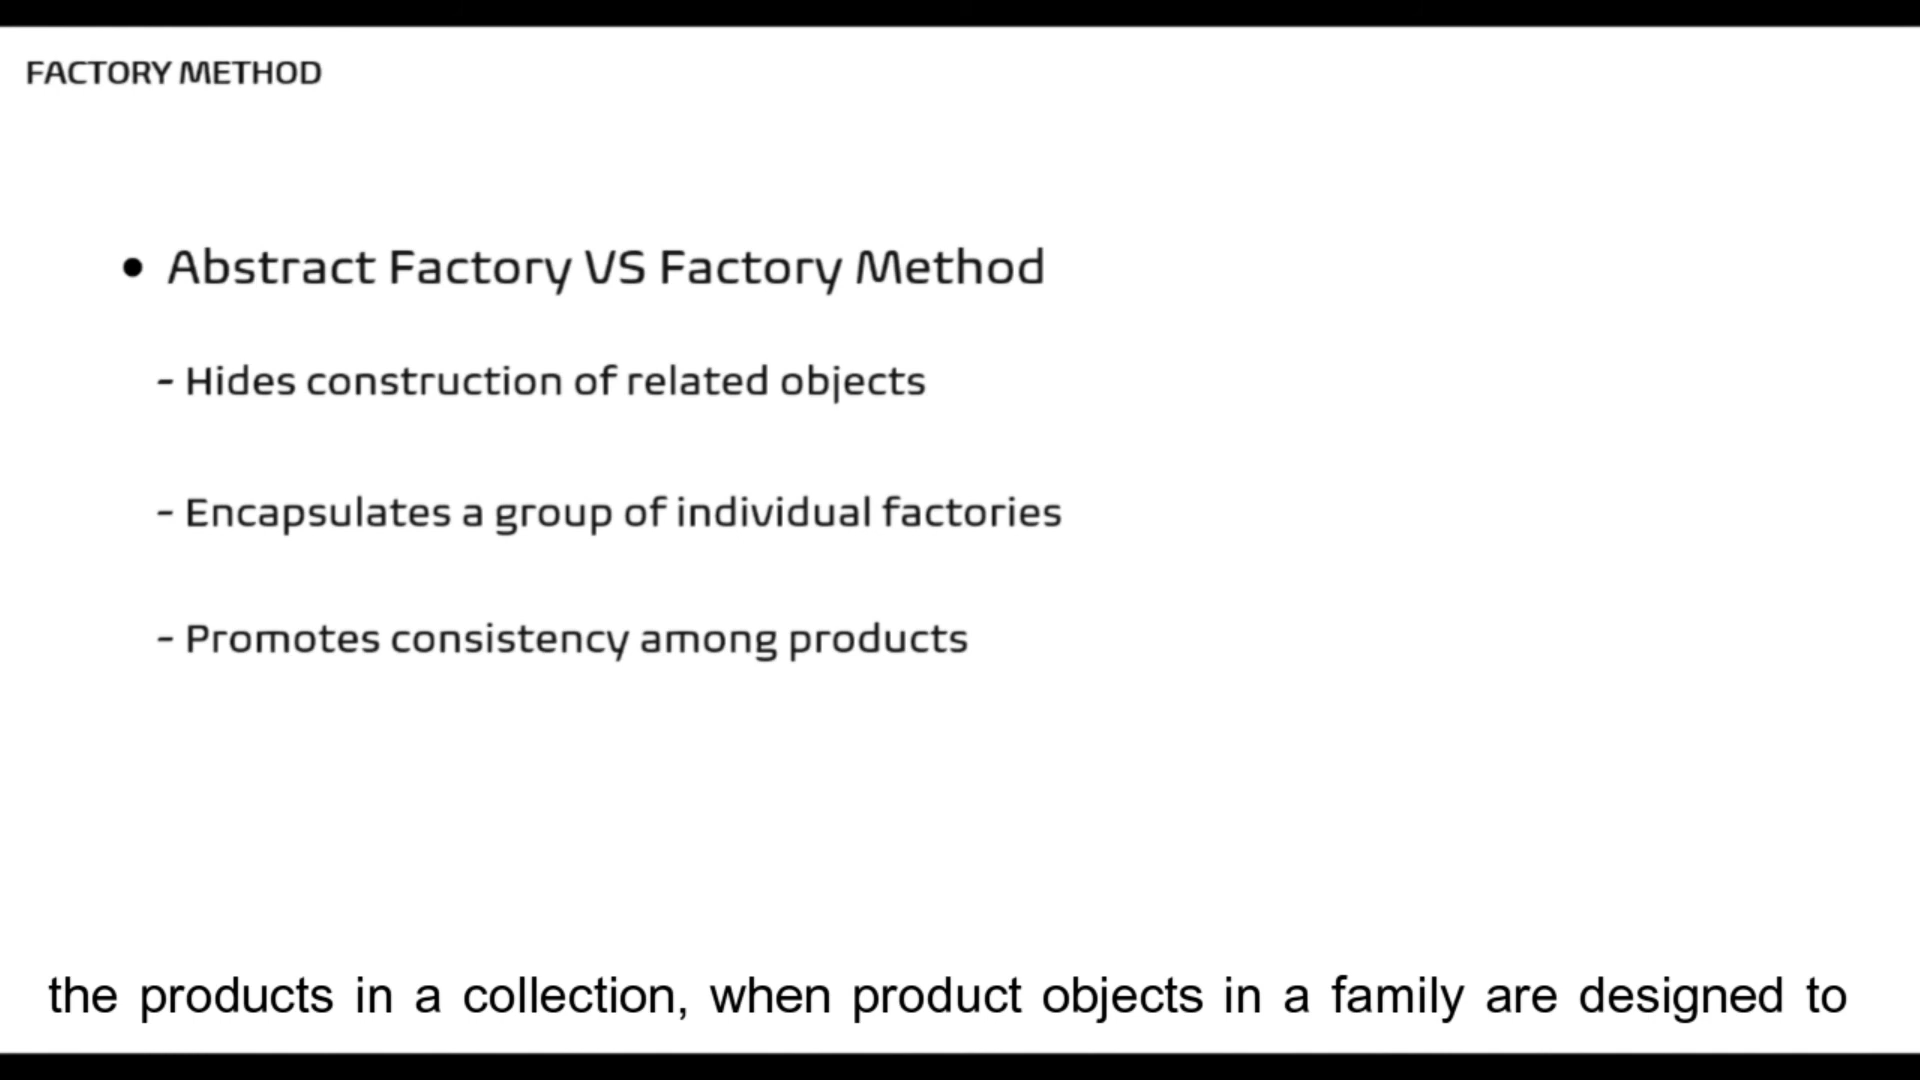 FACTORY METHOD
• Abstract Factory VS Factory Method
- Hides construction of related objects
- Encapsulates a group of individual factories
- Promotes consistency among products
the products in a collection, when product objects in a family are designed to